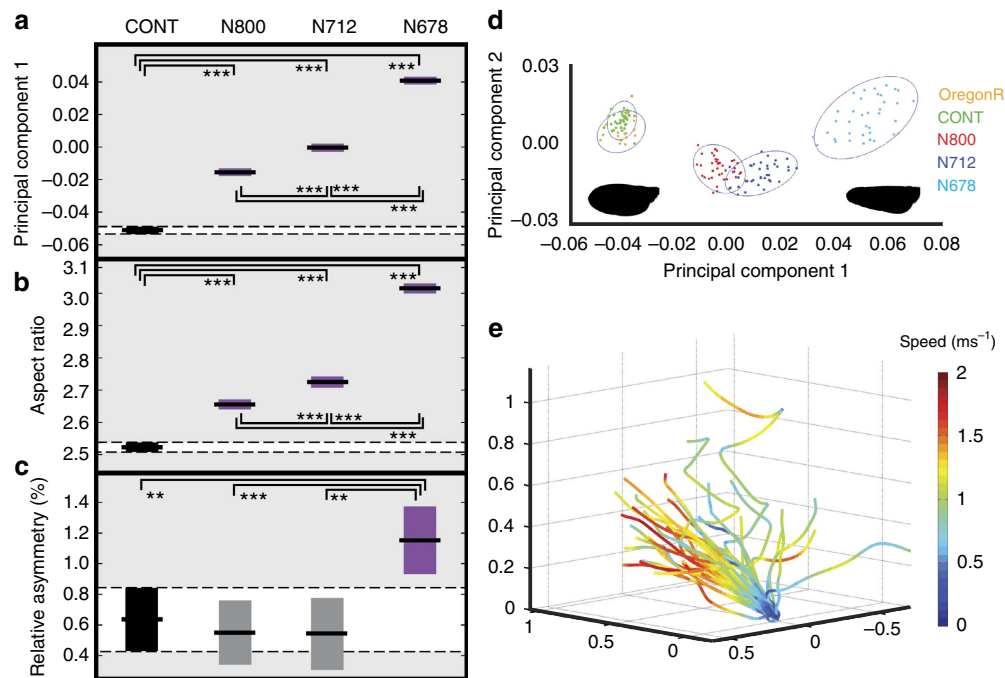 a
CONT N800 N712 N678
Principal component 1
0.04
0.00
−0.02
−0.04
−0.06
*** *** ***
*** ***
***
b
Aspect ratio
3.1
3.0
2.8
2.7
2.6
2.5
*** *** ***
*** ***
***
c
Relative asymmetry (%)
1.4
1.2
1.0
0.8
0.6
0.4
** *** **
d
Principal component 2
0.03
0.00
−0.03
−0.06 −0.04 −0.02 0.00 0.02 0.04 0.06 0.08
Principal component 1
OregonR
CONT
N800
N712
N678
e
Speed (ms⁻¹)
2
1.5
1
0.5
0
1
0.8
0.6
0.4
0.2
0
1 0.5 0
0.5 0 −0.5